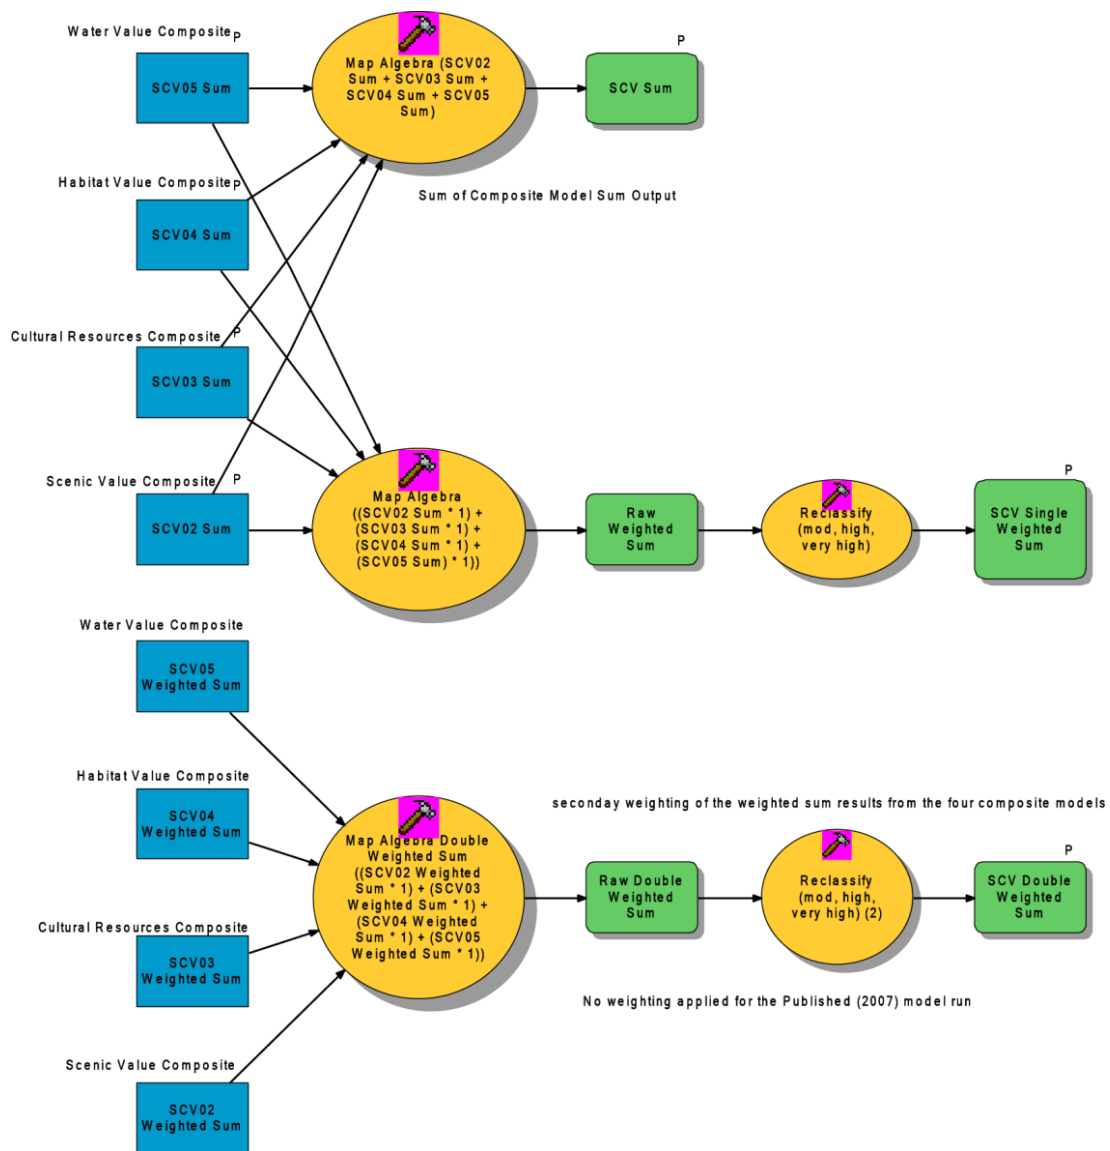 Water Value Composite P
SCV05 Sum
Map Algebra (SCV02
Sum + SCV03 Sum +
SCV04 Sum + SCV05
Sum)
P
SCV Sum
Habitat Value Composite P
SCV04 Sum
Sum of Composite Model Sum Output
Cultural Resources Composite P
SCV03 Sum
Scenic Value Composite P
SCV02 Sum
Map Algebra
((SCV02 Sum * 1) +
(SCV03 Sum * 1) +
(SCV04 Sum * 1) +
(SCV05 Sum) * 1))
Raw
Weighted
Sum
Reclassify
(mod, high,
very high)
P
SCV Single
Weighted
Sum
Water Value Composite
SCV05
Weighted Sum
Habitat Value Composite
SCV04
Weighted Sum
Cultural Resources Composite
SCV03
Weighted Sum
Scenic Value Composite
SCV02
Weighted Sum
Map Algebra Double
Weighted Sum
((SCV02 Weighted
Sum * 1) + (SCV03
Weighted Sum * 1) +
(SCV04 Weighted
Sum * 1) + (SCV05
Weighted Sum * 1))
seconday weighting of the weighted sum results from the four composite models
Raw Double
Weighted
Sum
Reclassify
(mod, high,
very high) (2)
P
SCV Double
Weighted
Sum
No weighting applied for the Published (2007) model run